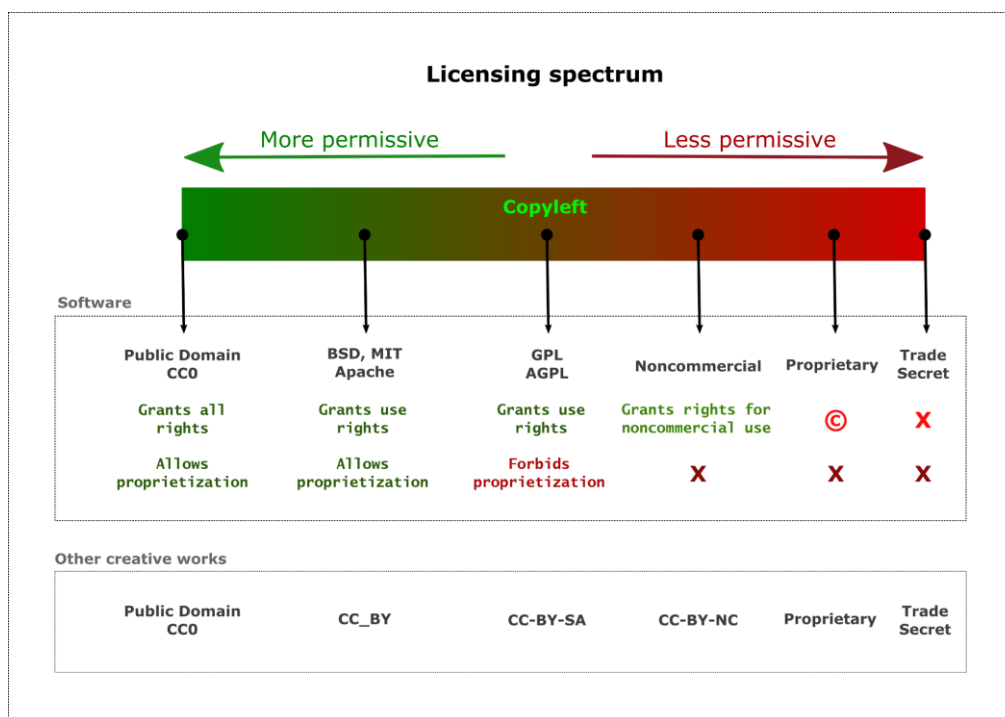 Licensing spectrum
More permissive
Less permissive
Copyleft
Software
Public Domain
CC0
BSD, MIT
Apache
GPL
AGPL
Noncommercial
Proprietary
Trade
Secret
Grants all
rights
Grants use
rights
Grants use
rights
Grants rights for
noncommercial use
©
X
Allows
proprietization
Allows
proprietization
Forbids
proprietization
X
X
X
Other creative works
Public Domain
CC0
CC_BY
CC-BY-SA
CC-BY-NC
Proprietary
Trade
Secret